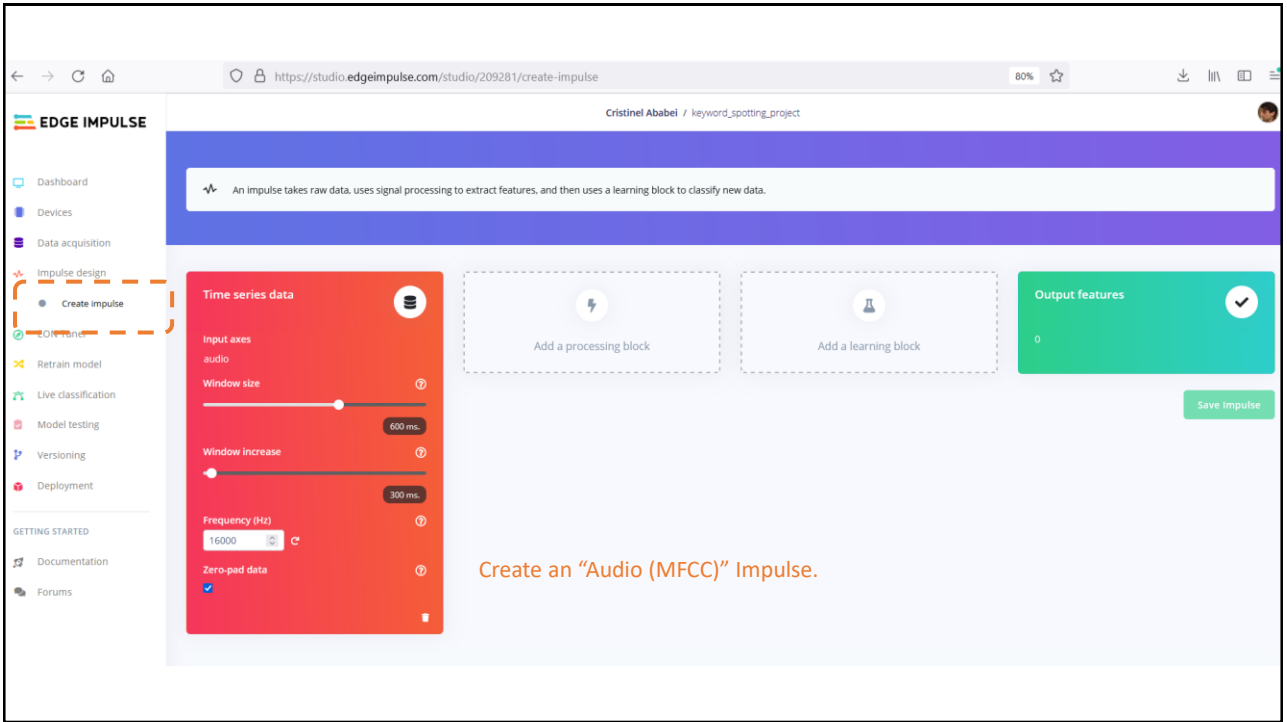 https://studio.edgeimpulse.com/studio/209281/create-impulse
80%
EDGE IMPULSE
Cristinel Ababei / keyword_spotting_project
An impulse takes raw data, uses signal processing to extract features, and then uses a learning block to classify new data.
Dashboard
Devices
Data acquisition
Impulse design
Create impulse
EON Tuner
Retrain model
Live classification
Model testing
Versioning
Deployment
GETTING STARTED
Documentation
Forums
Time series data
Input axes
audio
Window size
600 ms.
Window increase
300 ms.
Frequency (Hz)
16000
Zero-pad data
Add a processing block
Add a learning block
Output features
0
Save Impulse
Create an “Audio (MFCC)” Impulse.